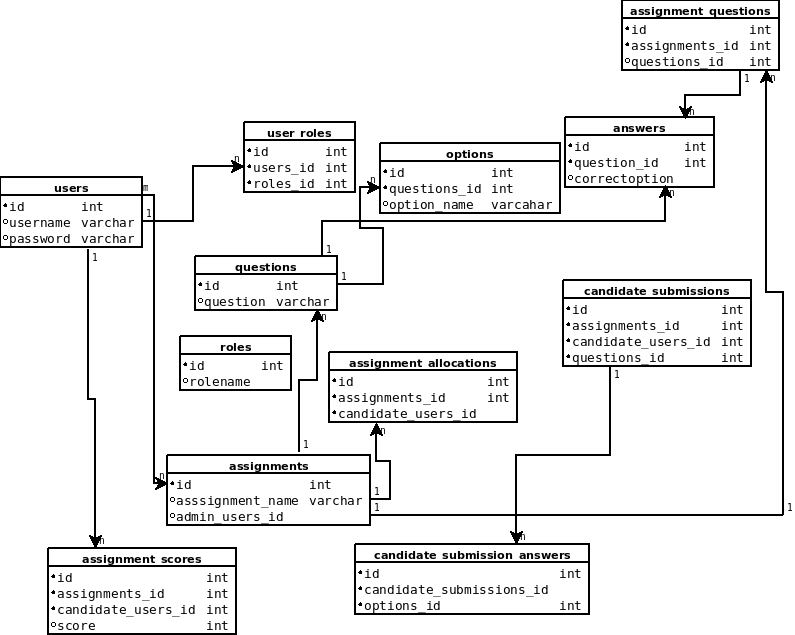 assignment questions
id int
assignments_id int
questions_id int
1 n
user roles
id int
users_id int
roles_id int
n
answers
id int
question_id int
correctoption
n
n
options
id int
questions_id int
option_name varcahar
n
users
id int
username varchar
password varchar
m
1
1
questions
id int
question varchar
1
1
n
candidate submissions
id int
assignments_id int
candidate_users_id int
questions_id int
1
roles
id int
rolename
assignment allocations
id int
assignments_id int
candidate_users_id
n
1
assignments
id int
asssignment_name varchar
admin_users_id
n
1
1
1
assignment scores
id int
assignments_id int
candidate_users_id int
score int
n
candidate submission answers
id int
candidate_submissions_id
options_id int
n